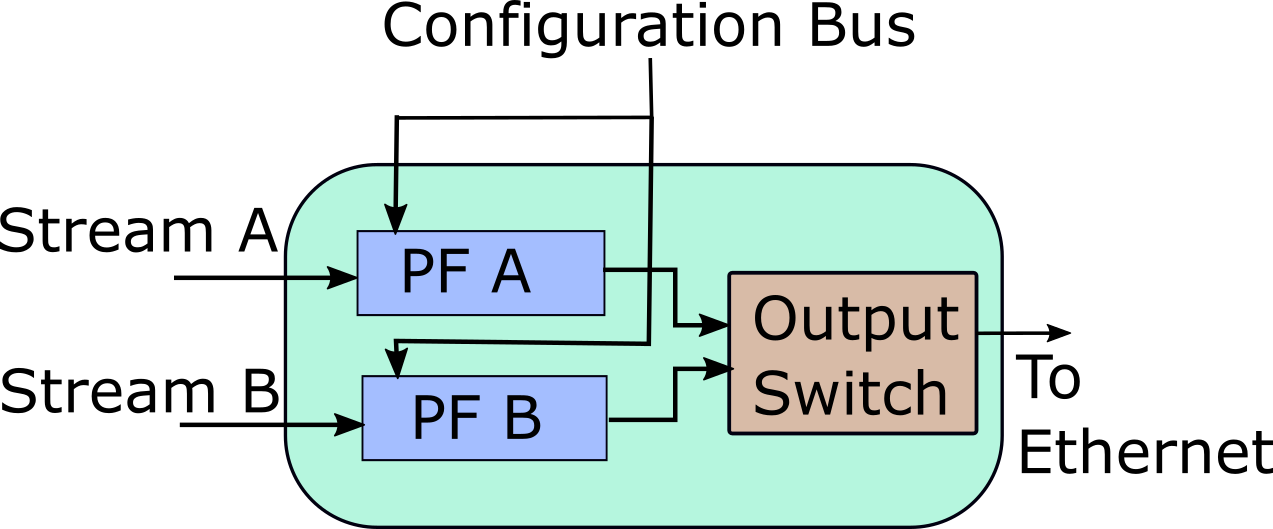 Configuration Bus
Stream A
PF A
Stream B
PF B
Output
Switch
To
Ethernet